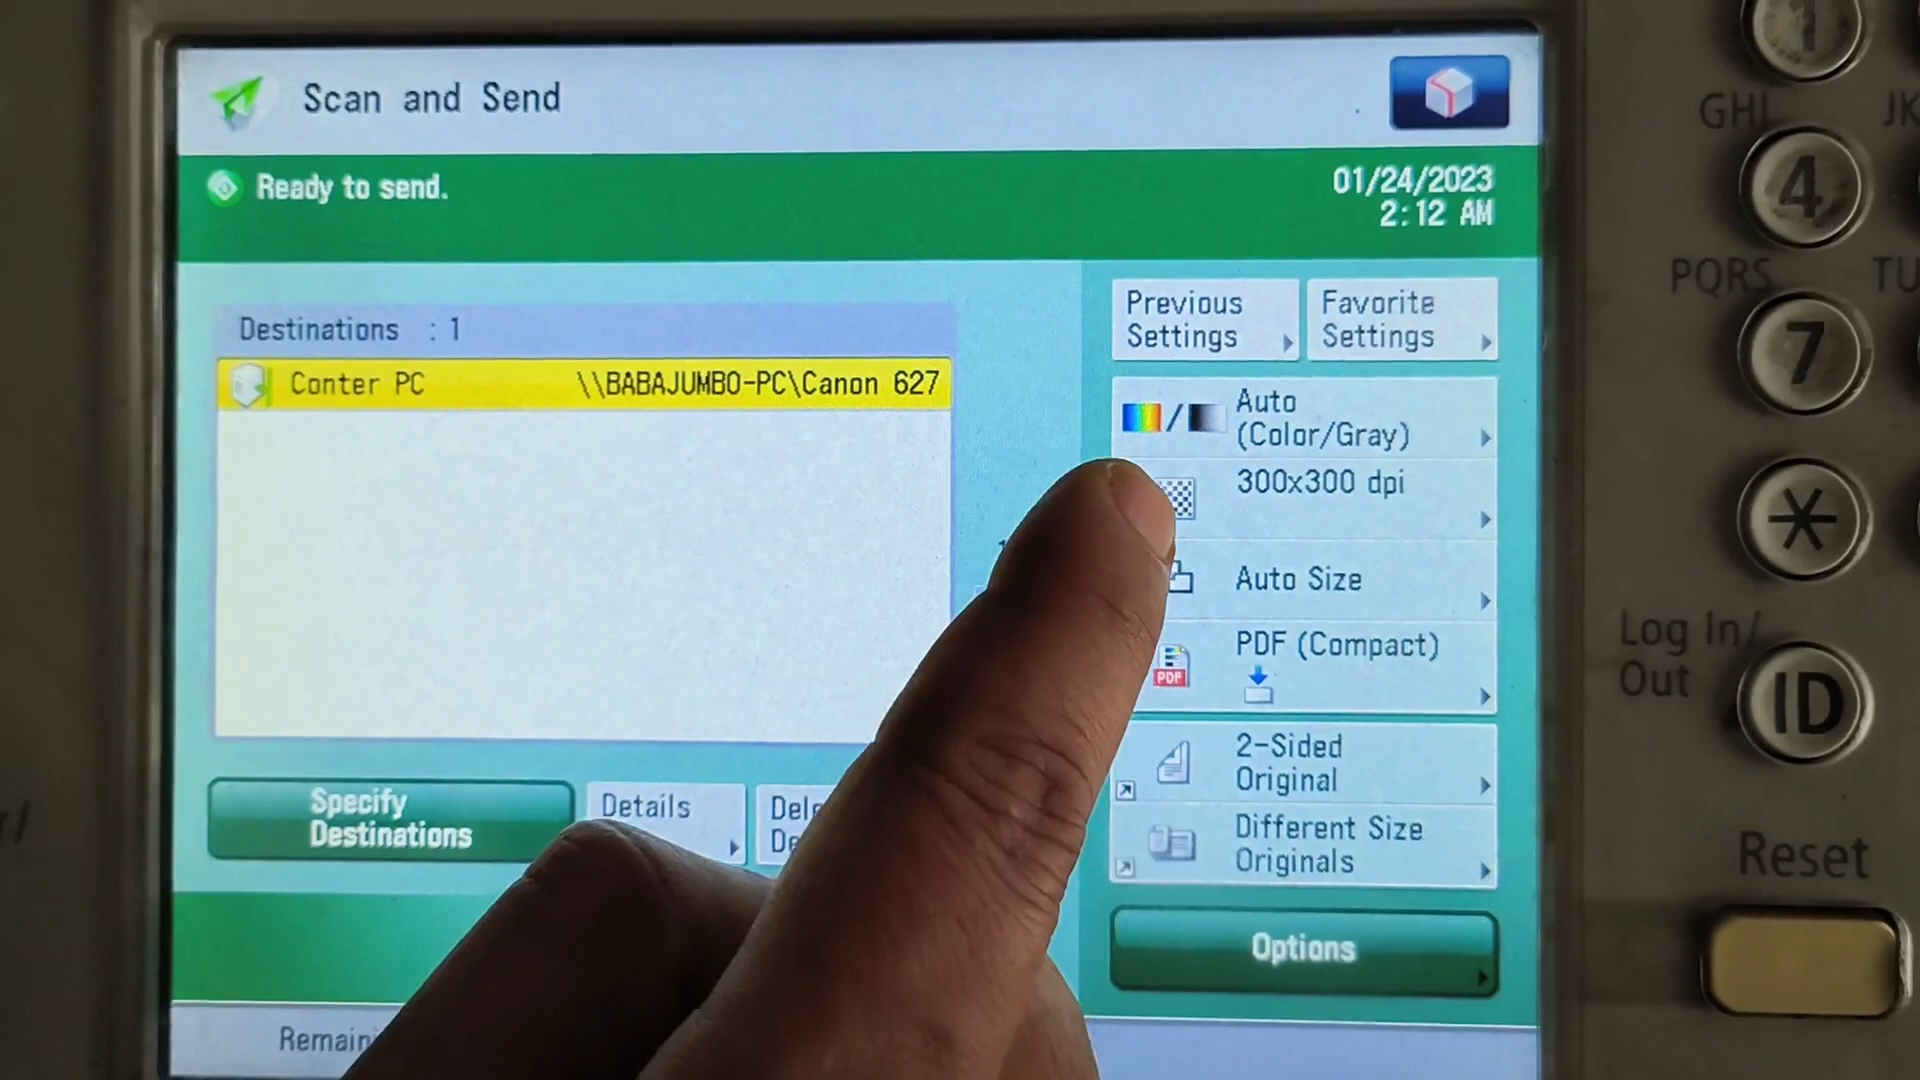 Scan and Send
Ready to send.
01/24/2023
2:12 AM
Destinations : 1
Conter PC \\BABAJUMBO-PC\Canon 627
Previous
Settings
Favorite
Settings
Auto
(Color/Gray)
300x300 dpi
Auto Size
PDF (Compact)
PDF
2-Sided
Original
Different Size
Originals
Specify
Destinations
Details
Options
1
GHI
4
PQRS
7
Log In/
Out
ID
Reset